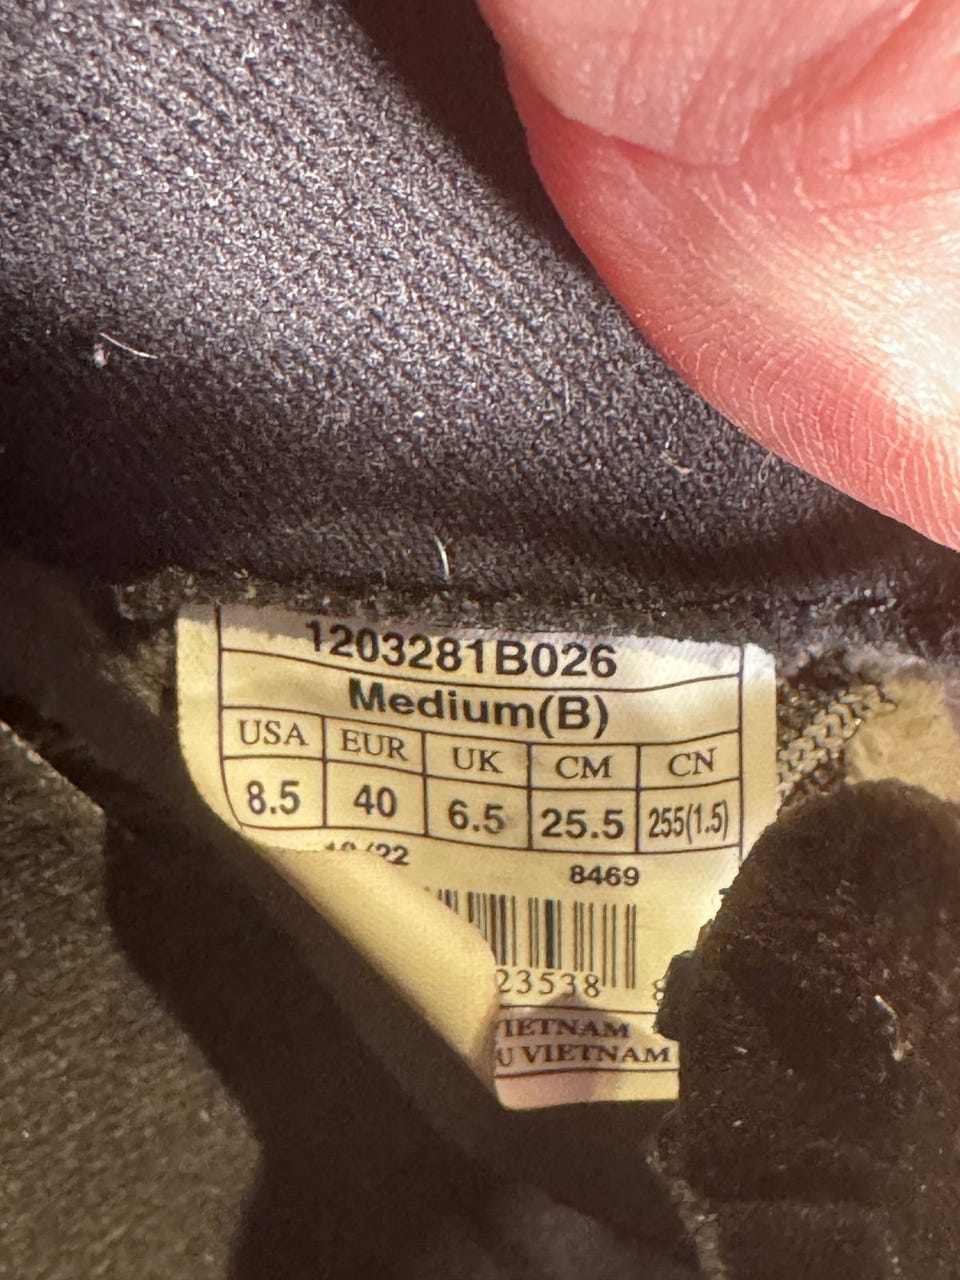 1203281B026
Medium(B)
USA EUR UK CM CN
8.5 40 6.5 25.5 255(1.5)
8469
23538
VIETNAM